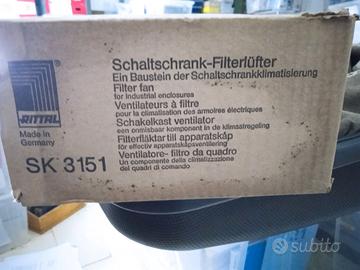 Schaltschrank-Filterlüfter
Ein Baustein der Schaltschrankklimatisierung
Filter fan
for Industrial enclosures
Ventilateurs à filtre
pour la climatisation des armoires électriques
Schakelkast ventilator
een onmisbaar komponent in de klimaatregeling
Filterfläktar till apparatskåp
för effectiv apparatskåpsventilering
Ventilatore- filtro da quadro
Un componente della climatizzazione
del quadri di comando
RITTAL
Made in
Germany
SK 3151
subito